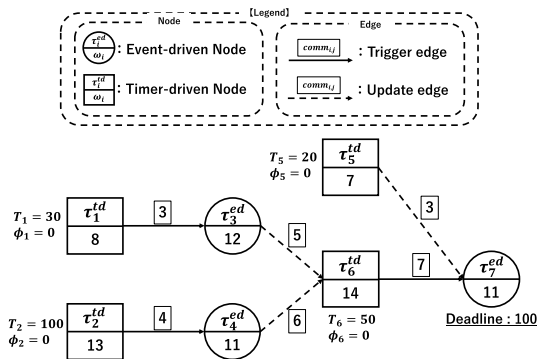 【Legend】
Node
Edge
τ_i^{ed}
ω_i
: Event-driven Node
comm_{i,j}
: Trigger edge
τ_i^{td}
ω_i
: Timer-driven Node
comm_{i,j}
: Update edge
T_5 = 20
ϕ_5 = 0
τ_5^{td}
7
T_1 = 30
ϕ_1 = 0
τ_1^{td}
8
3
τ_3^{ed}
12
5
3
τ_6^{td}
14
7
τ_7^{ed}
11
T_2 = 100
ϕ_2 = 0
τ_2^{td}
13
4
τ_4^{ed}
11
6
T_6 = 50
ϕ_6 = 0
Deadline : 100